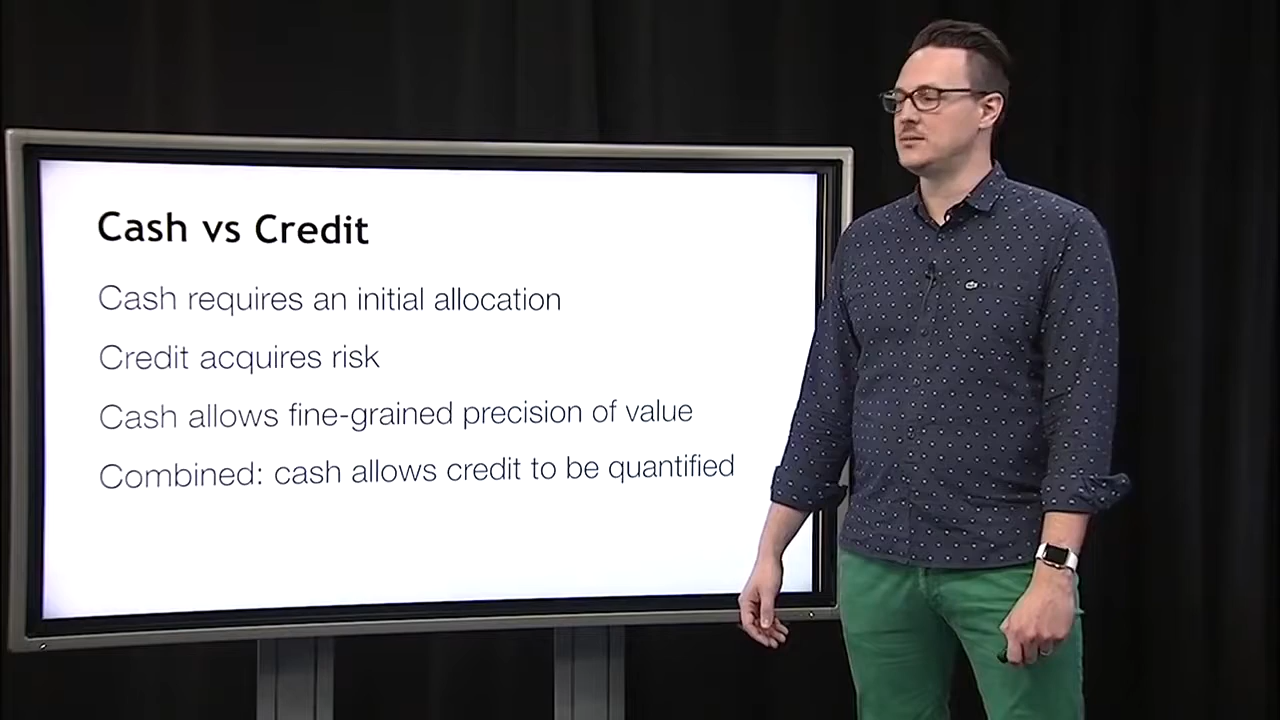 Cash vs Credit
Cash requires an initial allocation
Credit acquires risk
Cash allows fine-grained precision of value
Combined: cash allows credit to be quantified